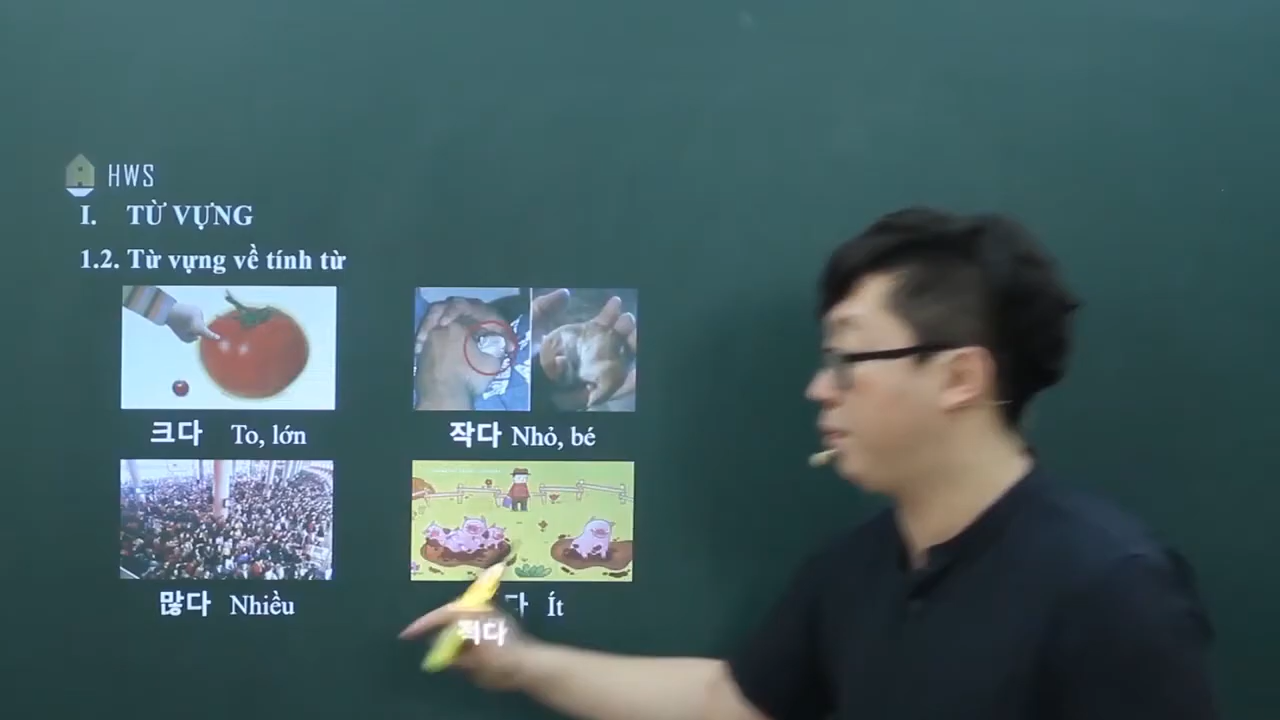 HWS
I. TỪ VỰNG
1.2. Từ vựng về tính từ
크다 To, lớn
작다 Nhỏ, bé
많다 Nhiều
다 Ít
적다